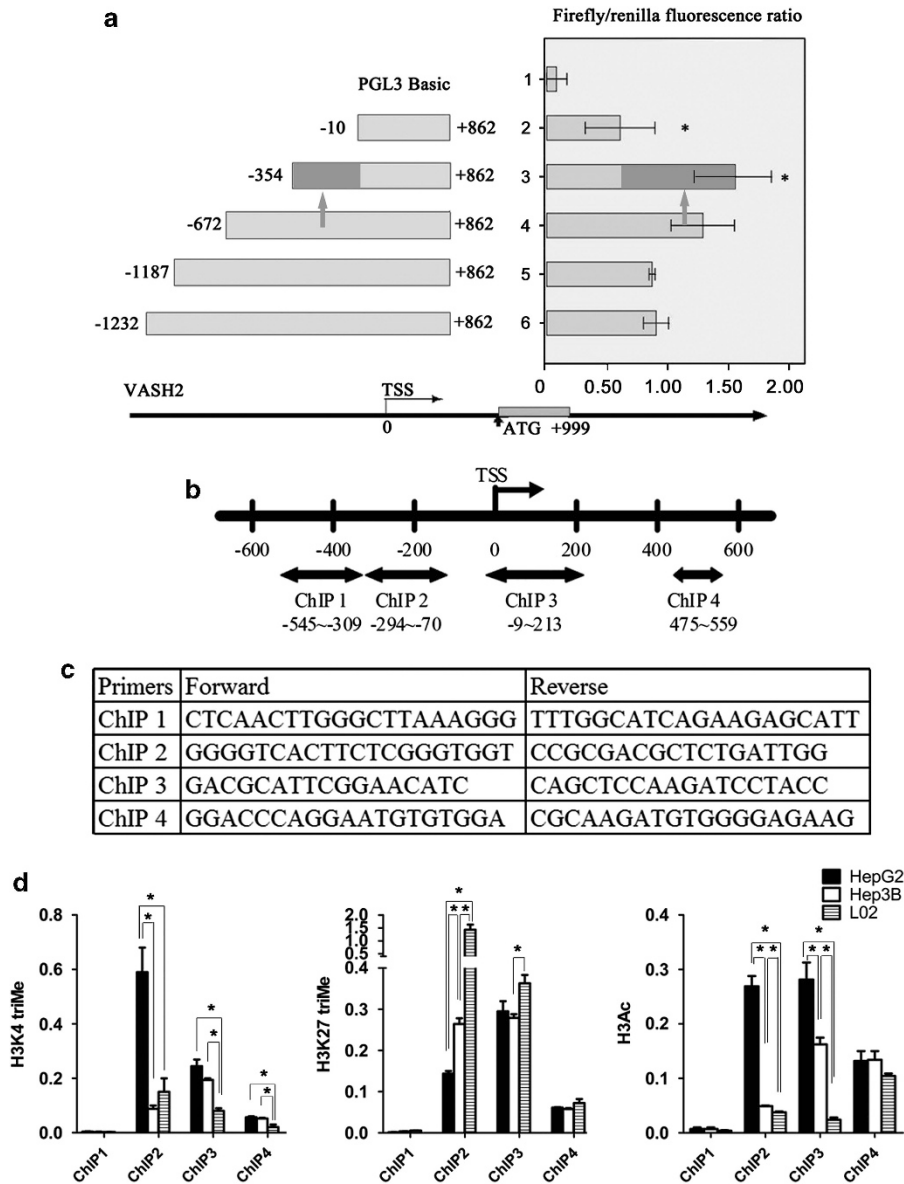 a
Firefly/renilla fluorescence ratio
PGL3 Basic
1
-10 +862 2 *
-354 +862 3 *
-672 +862 4
-1187 +862 5
-1232 +862 6
0 0.50 1.00 1.50 2.00
VASH2 TSS
0 ATG +999
b
TSS
-600 -400 -200 0 200 400 600
ChIP 1 ChIP 2 ChIP 3 ChIP 4
-545~-309 -294~-70 -9~213 475~559
c
Primers Forward Reverse
ChIP 1 CTCAACTTGGGCTTAAAGGG TTTGGCATCAGAAGAGCATT
ChIP 2 GGGGTCACTTCTCGGGTGGT CCGCGACGCTCTGATTGG
ChIP 3 GACGCATTCGGAACATC CAGCTCCAAGATCCTACC
ChIP 4 GGACCCAGGAATGTGTGGA CGCAAGATGTGGGGAGAAG
d
HepG2
Hep3B
L02
H3K4 triMe
0.8
0.6
0.4
0.2
0.0
* *
* *
* *
ChIP1 ChIP2 ChIP3 ChIP4
H3K27 triMe
2.0
1.5
1.0
0.5
0.4
0.3
0.2
0.1
0.0
*
* *
*
ChIP1 ChIP2 ChIP3 ChIP4
H3Ac
0.4
0.3
0.2
0.1
0.0
*
* *
*
* *
ChIP1 ChIP2 ChIP3 ChIP4